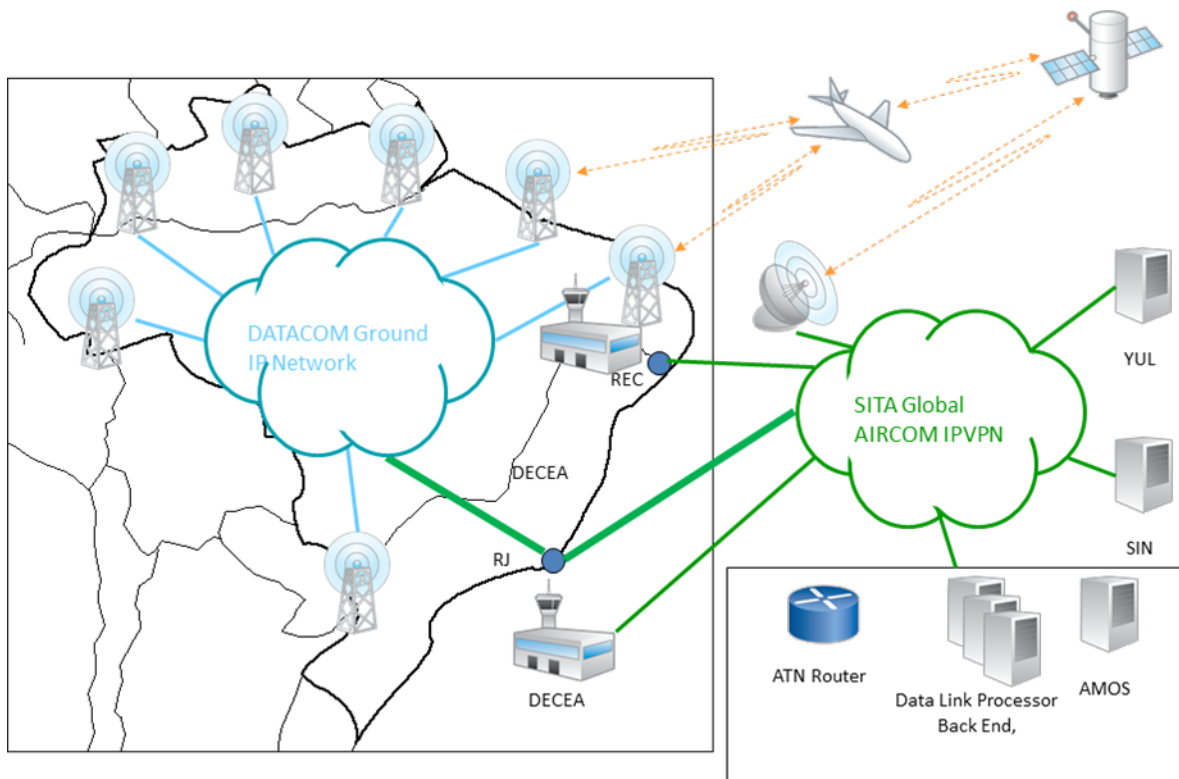 DATACOM Ground
IP Network
REC
DECEA
RJ
DECEA
SITA Global
AIRCOM IPVPN
YUL
SIN
ATN Router
Data Link Processor
Back End,
AMOS